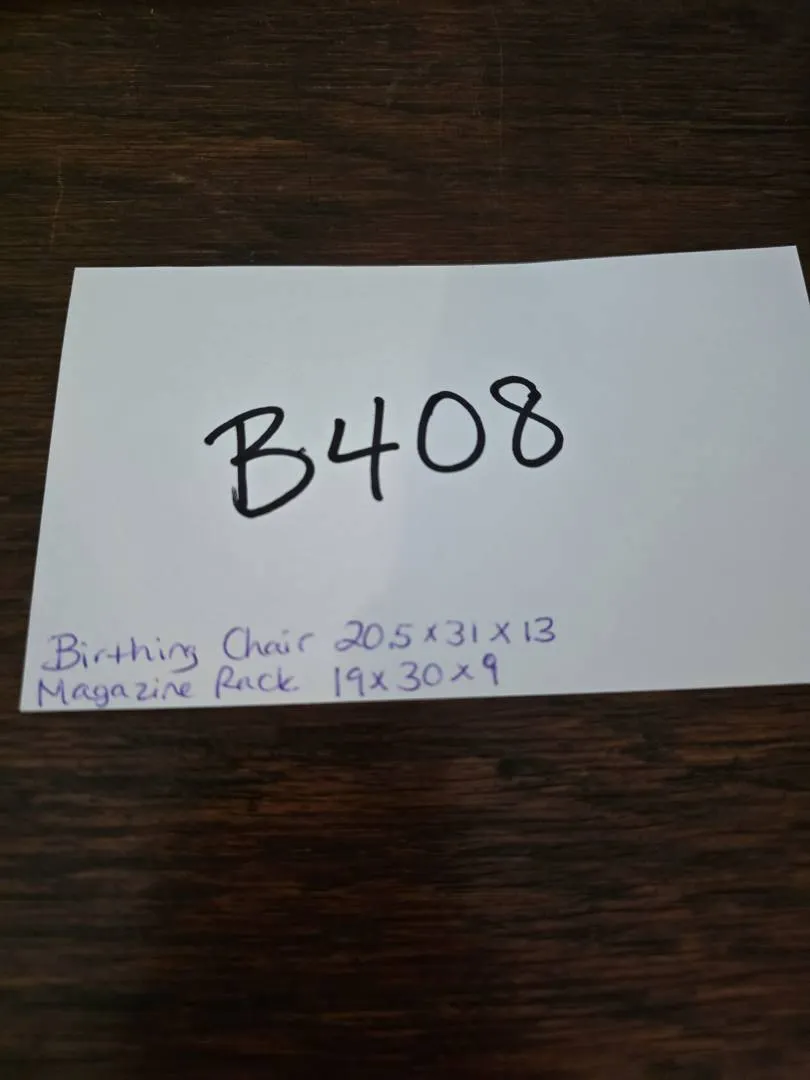 B408
Birthing Chair 20.5 x 31 x 13
Magazine Rack 19 x 30 x 9